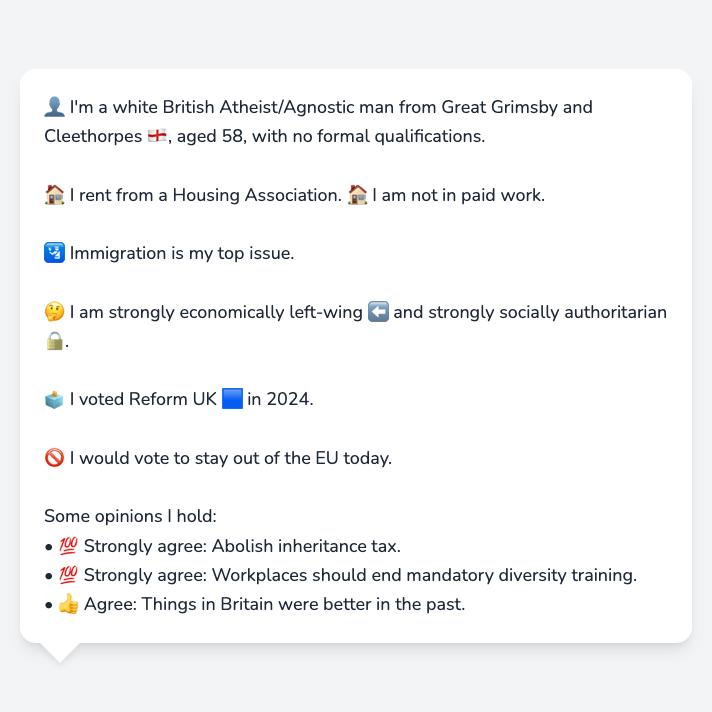 👤 I'm a white British Atheist/Agnostic man from Great Grimsby and
Cleethorpes 🏴󠁧󠁢󠁥󠁮󠁧󠁿, aged 58, with no formal qualifications.
🏠 I rent from a Housing Association. 🏠 I am not in paid work.
🛂 Immigration is my top issue.
🤔 I am strongly economically left-wing ⬅️ and strongly socially authoritarian
🔒.
🗳️ I voted Reform UK 🟦 in 2024.
🚫 I would vote to stay out of the EU today.
Some opinions I hold:
• 💯 Strongly agree: Abolish inheritance tax.
• 💯 Strongly agree: Workplaces should end mandatory diversity training.
• 👍 Agree: Things in Britain were better in the past.